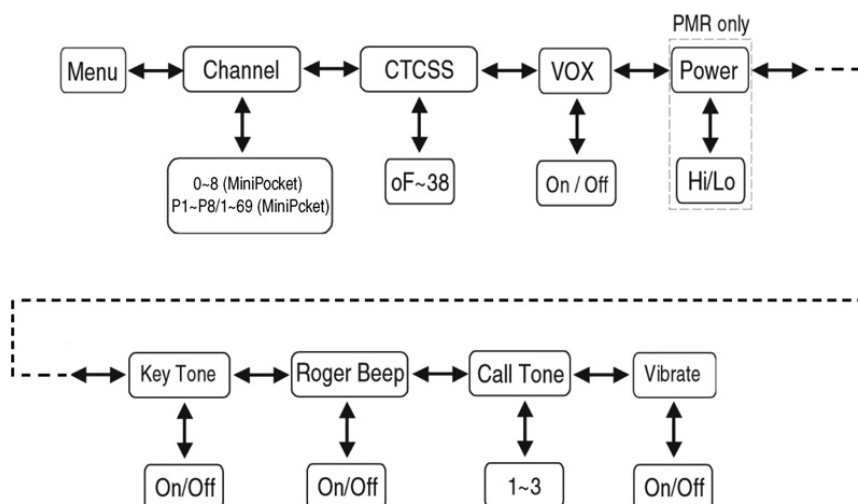 PMR only
Menu
Channel
CTCSS
VOX
Power
0~8 (MiniPocket)
P1~P8/1~69 (MiniPcket)
oF~38
On / Off
Hi/Lo
Key Tone
Roger Beep
Call Tone
Vibrate
On/Off
On/Off
1~3
On/Off